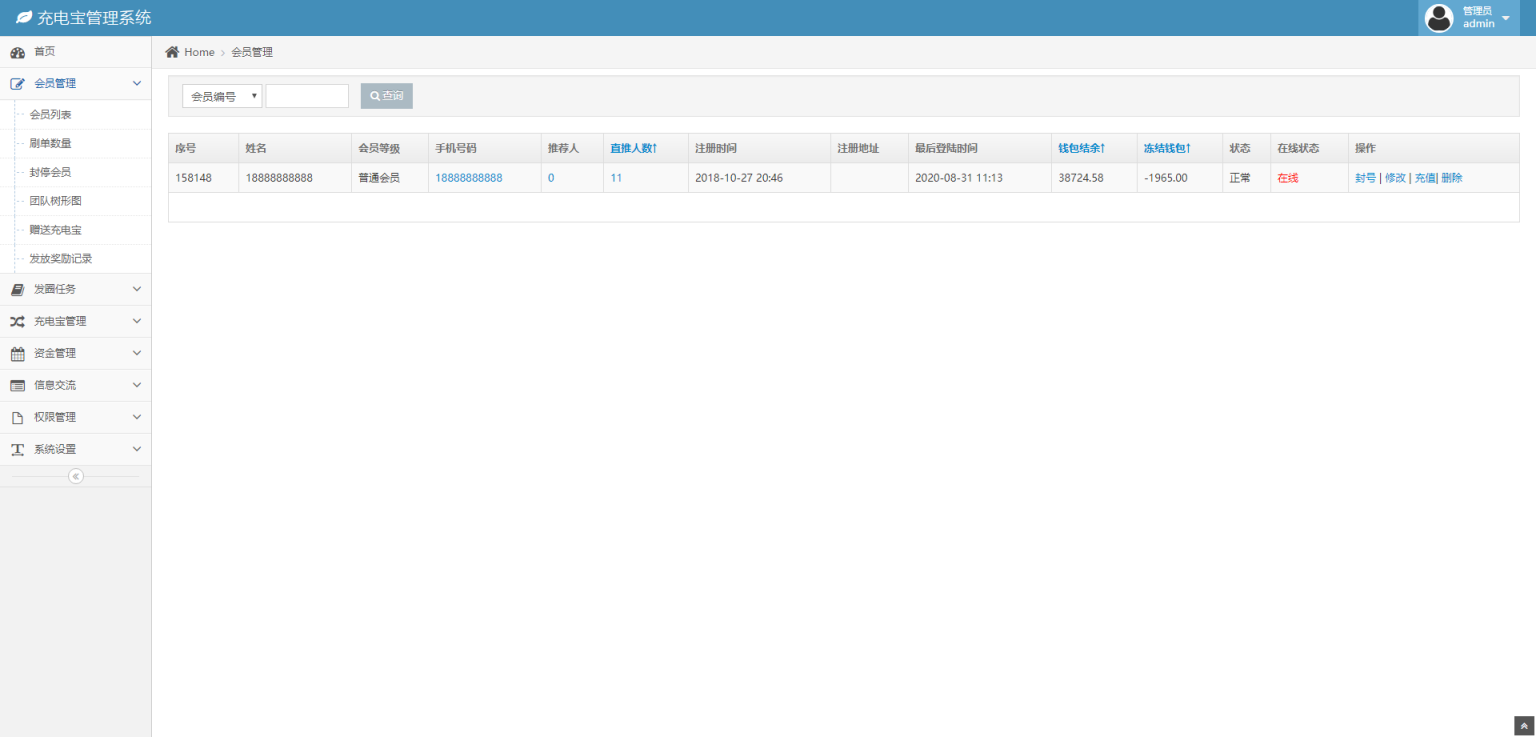 充电宝管理系统
管理员
admin
首页
会员管理
会员列表
刷单数量
封停会员
团队树形图
赠送充电宝
发放奖励记录
发圈任务
充电宝管理
资金管理
信息交流
权限管理
系统设置
Home > 会员管理
会员编号 查询
序号 姓名 会员等级 手机号码 推荐人 直推人数↑ 注册时间 注册地址 最后登陆时间 钱包结余↑ 冻结钱包↑ 状态 在线状态 操作
158148 18888888888 普通会员 18888888888 0 11 2018-10-27 20:46 2020-08-31 11:13 38724.58 -1965.00 正常 在线 封号 | 修改 | 充值| 删除